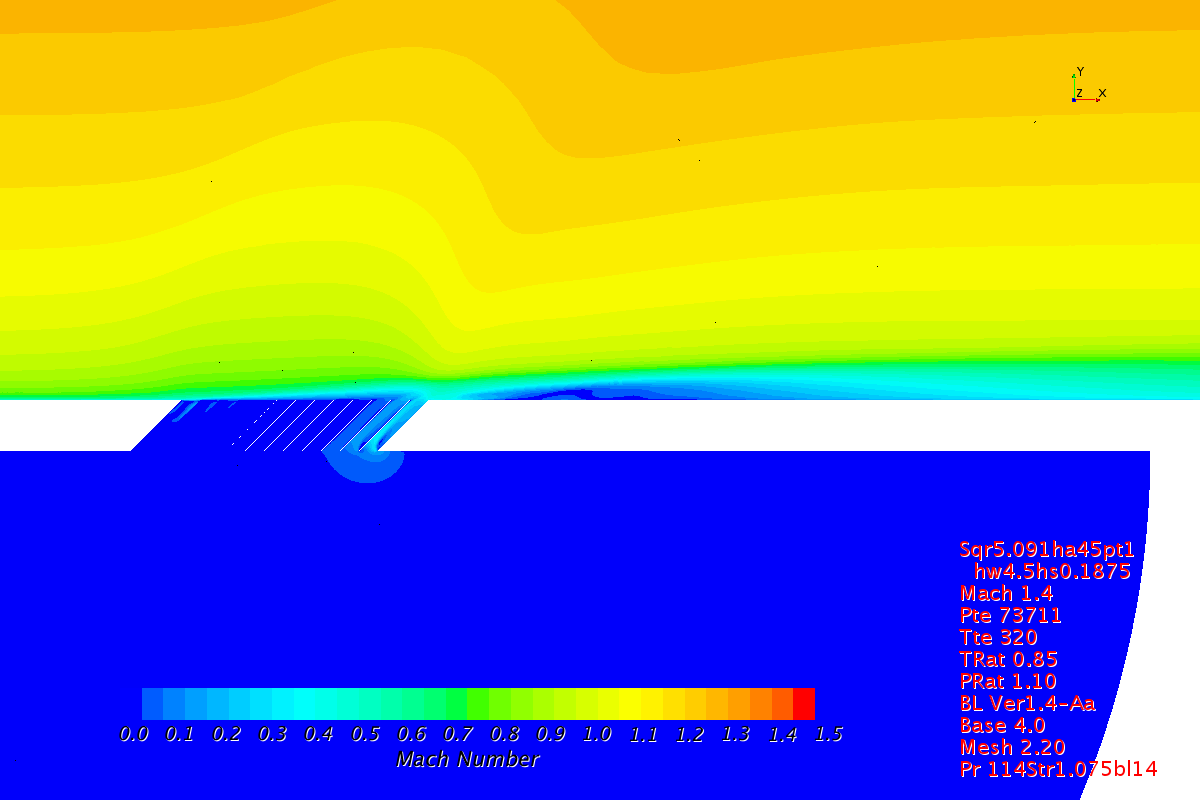 Y
Z X
Sqr5.091ha45pt1
hw4.5hs0.1875
Mach 1.4
Pte 73711
Tte 320
TRat 0.85
PRat 1.10
BL Ver1.4-Aa
Base 4.0
Mesh 2.20
Pr 114Str1.075bl14
0.0 0.1 0.2 0.3 0.4 0.5 0.6 0.7 0.8 0.9 1.0 1.1 1.2 1.3 1.4 1.5
Mach Number